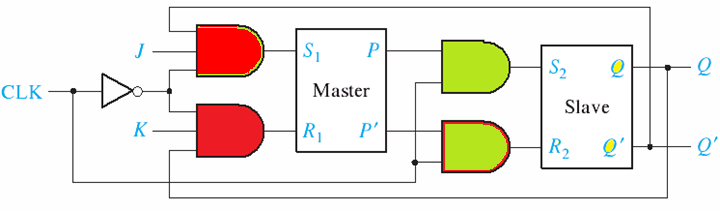 J
S₁
P
S₂
Q
Q
CLK
Master
Slave
K
R₁
P′
R₂
Q′
Q′